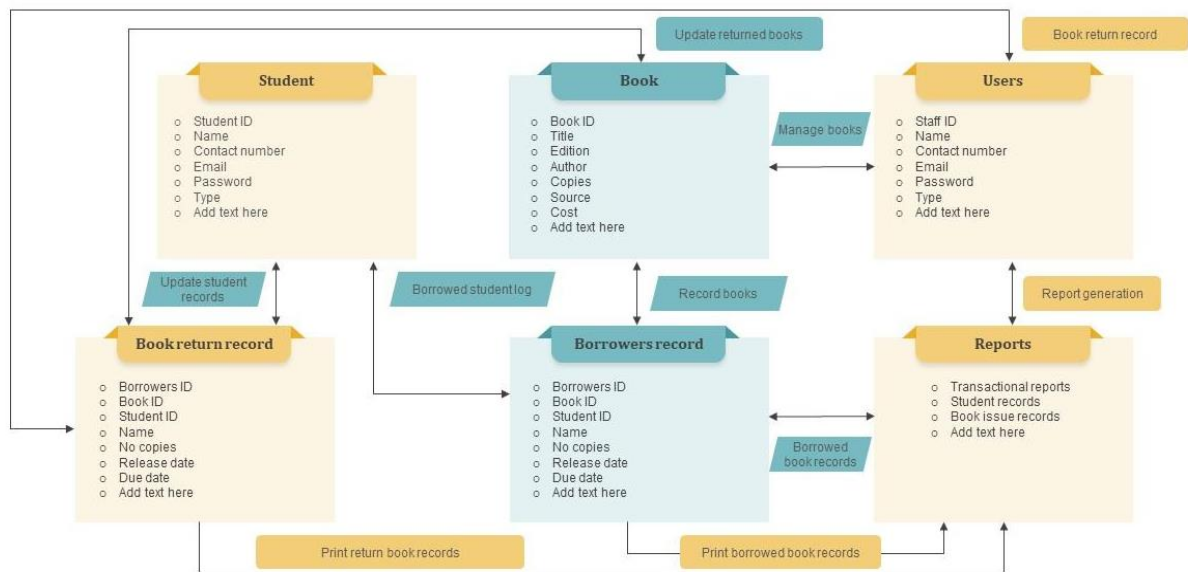 Update returned books
Book return record
Student
Student ID
Name
Contact number
Email
Password
Type
Add text here
Book
Book ID
Title
Edition
Author
Copies
Source
Cost
Add text here
Manage books
Users
Staff ID
Name
Contact number
Email
Password
Type
Add text here
Update student
records
Borrowed student log
Record books
Report generation
Book return record
Borrowers ID
Book ID
Student ID
Name
No copies
Release date
Due date
Add text here
Borrowers record
Borrowers ID
Book ID
Student ID
Name
No copies
Release date
Due date
Add text here
Borrowed
book records
Reports
Transactional reports
Student records
Book issue records
Add text here
Print return book records
Print borrowed book records